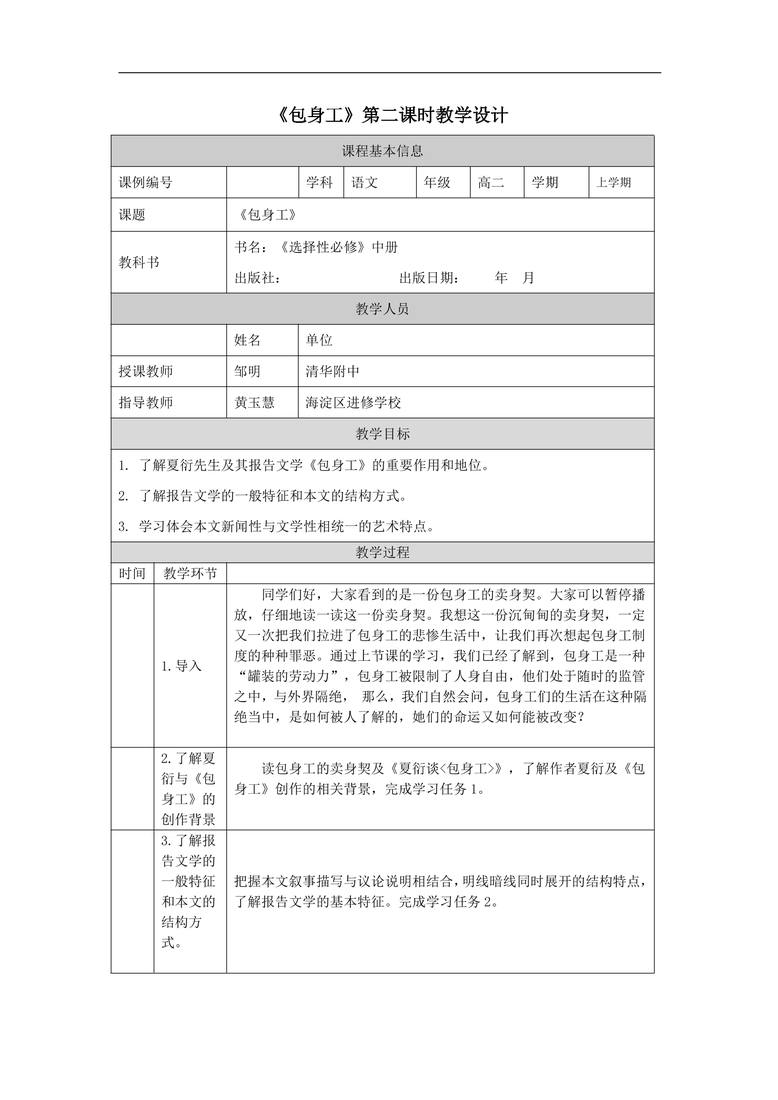 《包身工》第二课时教学设计
课程基本信息
课例编号 学科 语文 年级 高二 学期 上学期
课题 《包身工》
教科书
书名：《选择性必修》中册
出版社： 出版日期： 年 月
教学人员
姓名 单位
授课教师 邹明 清华附中
指导教师 黄玉慧 海淀区进修学校
教学目标
1. 了解夏衍先生及其报告文学《包身工》的重要作用和地位。
2. 了解报告文学的一般特征和本文的结构方式。
3. 学习体会本文新闻性与文学性相统一的艺术特点。
教学过程
时间 教学环节
1.导入
同学们好，大家看到的是一份包身工的卖身契。大家可以暂停播
放，仔细地读一读这一份卖身契。我想这一份沉甸甸的卖身契，一定
又一次把我们拉进了包身工的悲惨生活中，让我们再次想起包身工制
度的种种罪恶。通过上节课的学习，我们已经了解到，包身工是一种
“罐装的劳动力”，包身工被限制了人身自由，他们处于随时的监管
之中，与外界隔绝， 那么，我们自然会问，包身工们的生活在这种隔
绝当中，是如何被人了解的，她们的命运又如何能被改变？
2.了解夏
衍与《包
身工》的
创作背景
读包身工的卖身契及《夏衍谈<包身工>》，了解作者夏衍及《包
身工》创作的相关背景，完成学习任务1。
3.了解报
告文学的
一般特征
和本文的
结构方
式。
把握本文叙事描写与议论说明相结合，明线暗线同时展开的结构特点，
了解报告文学的基本特征。完成学习任务2。